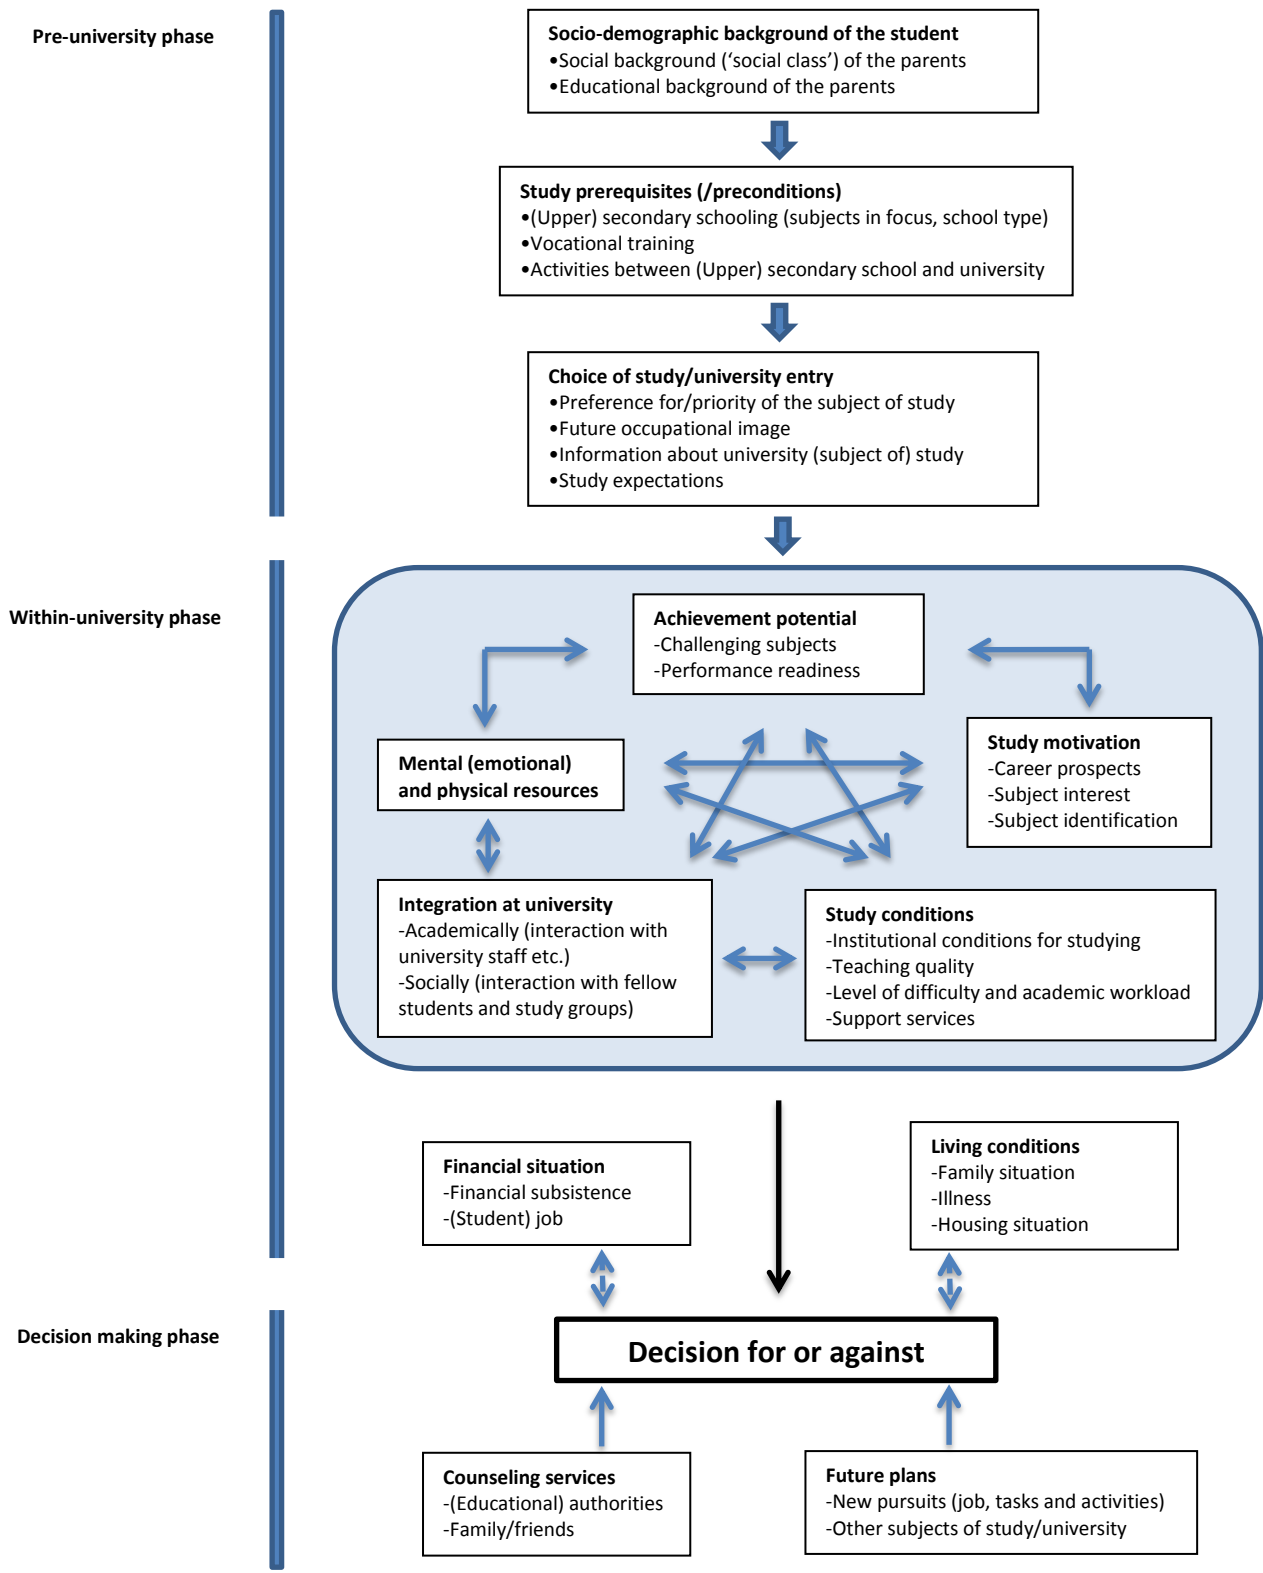 Pre-university phase
Socio-demographic background of the student
•Social background (‘social class’) of the parents
•Educational background of the parents
Study prerequisites (/preconditions)
•(Upper) secondary schooling (subjects in focus, school type)
•Vocational training
•Activities between (Upper) secondary school and university
Choice of study/university entry
•Preference for/priority of the subject of study
•Future occupational image
•Information about university (subject of) study
•Study expectations
Within-university phase
Achievement potential
-Challenging subjects
-Performance readiness
Mental (emotional)
and physical resources
Study motivation
-Career prospects
-Subject interest
-Subject identification
Integration at university
-Academically (interaction with
university staff etc.)
-Socially (interaction with fellow
students and study groups)
Study conditions
-Institutional conditions for studying
-Teaching quality
-Level of difficulty and academic workload
-Support services
Financial situation
-Financial subsistence
-(Student) job
Living conditions
-Family situation
-Illness
-Housing situation
Decision making phase
Decision for or against
Counseling services
-(Educational) authorities
-Family/friends
Future plans
-New pursuits (job, tasks and activities)
-Other subjects of study/university